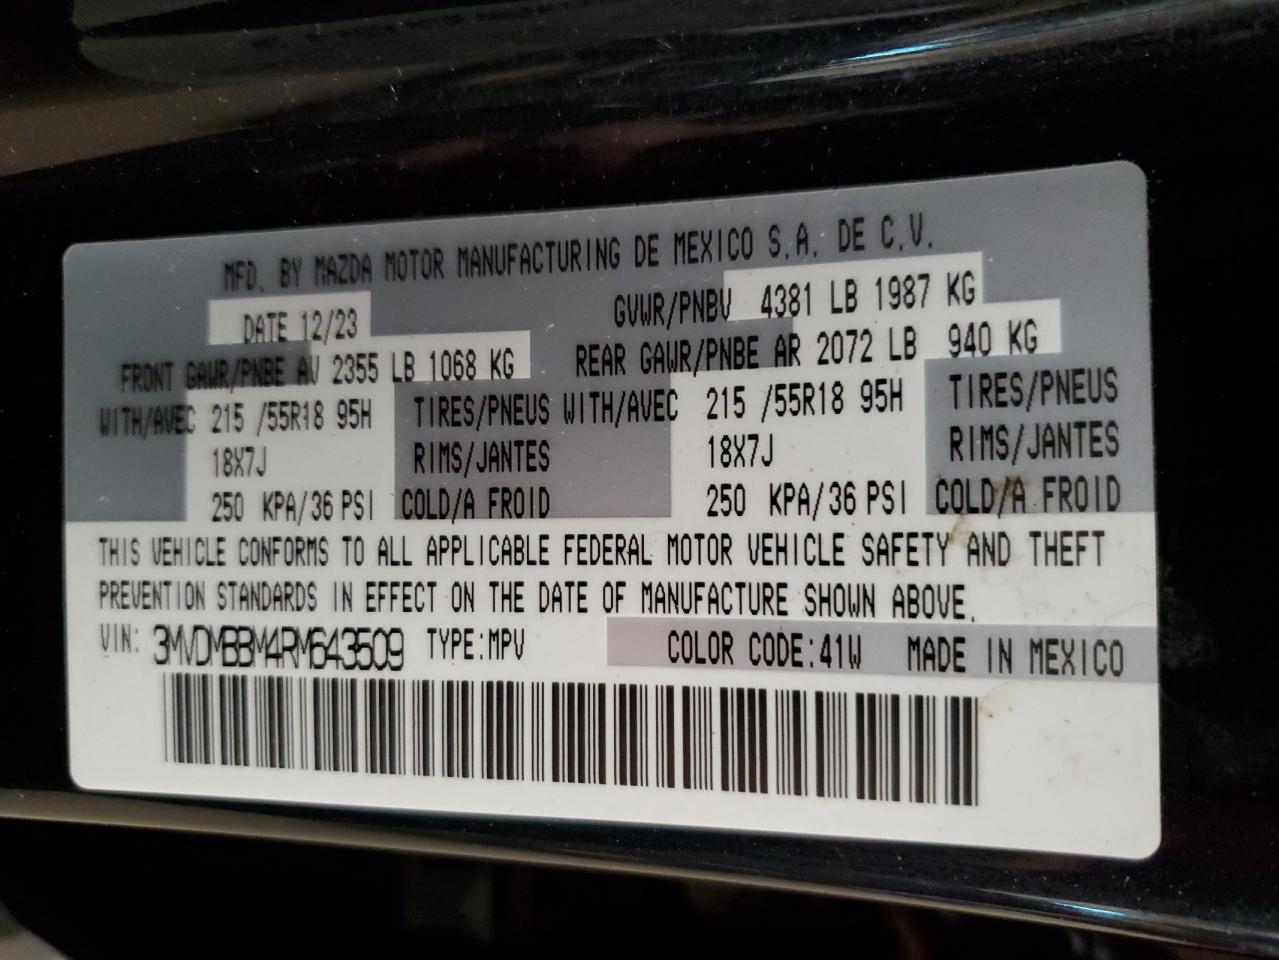 MFD. BY MAZDA MOTOR MANUFACTURING DE MEXICO S.A. DE C.V.
DATE 12/23 GVWR/PNBV 4381 LB 1987 KG
FRONT GAWR/PNBE AV 2355 LB 1068 KG REAR GAWR/PNBE AR 2072 LB 940 KG
WITH/AVEC 215 /55R18 95H TIRES/PNEUS WITH/AVEC 215 /55R18 95H TIRES/PNEUS
18X7J RIMS/JANTES 18X7J RIMS/JANTES
250 KPA/36 PSI COLD/A FROID 250 KPA/36 PSI COLD/A FROID
THIS VEHICLE CONFORMS TO ALL APPLICABLE FEDERAL MOTOR VEHICLE SAFETY AND THEFT
PREVENTION STANDARDS IN EFFECT ON THE DATE OF MANUFACTURE SHOWN ABOVE.
VIN: 3MVDMBBM4RM643509 TYPE:MPV COLOR CODE:41W MADE IN MEXICO